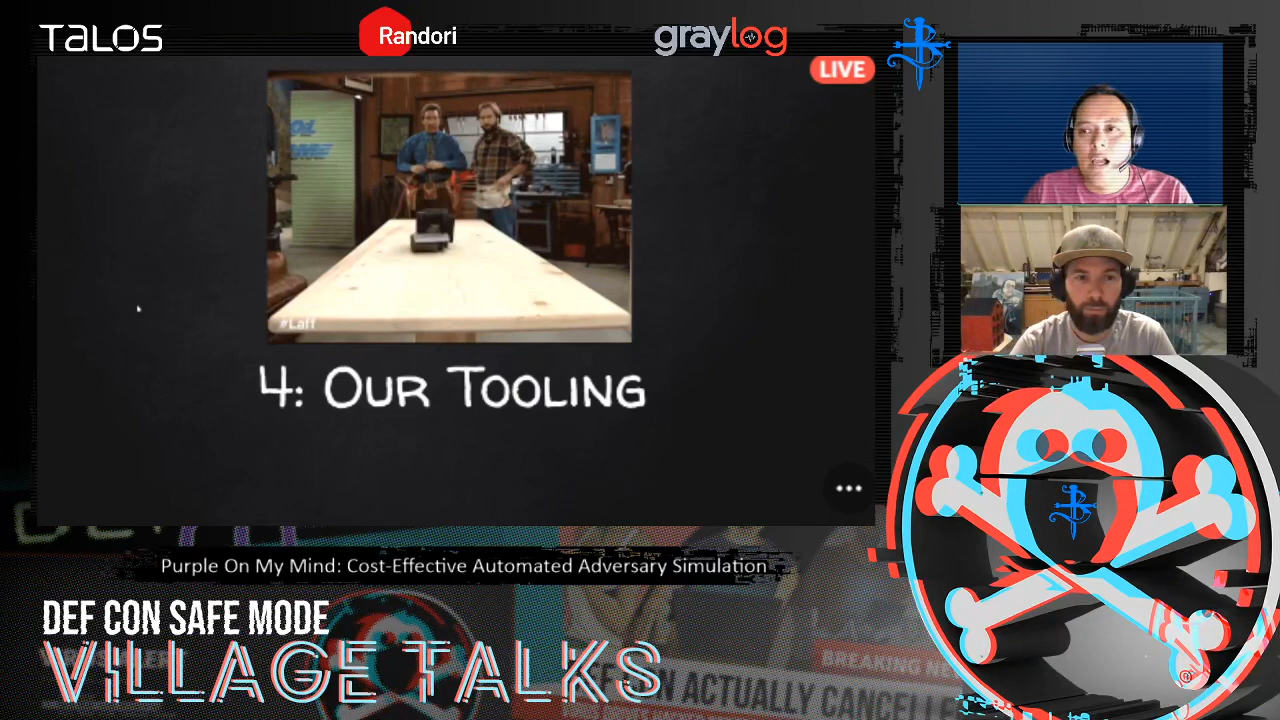 TALOS
Randori
graylog
LIVE
#Laff
4: OUR TOOLING
Purple On My Mind: Cost-Effective Automated Adversary Simulation
DEF CON SAFE MODE
VILLAGE TALKS
BREAKING
ACTUALLY CANCELLE